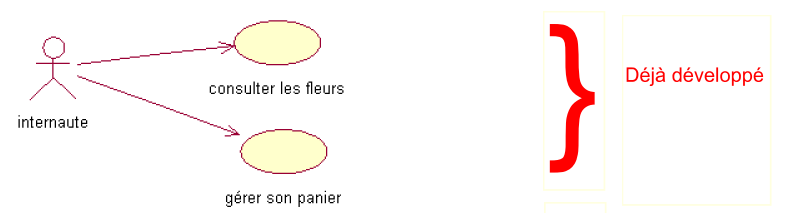 consulter les fleurs
internaute
gérer son panier
}
Déjà développé